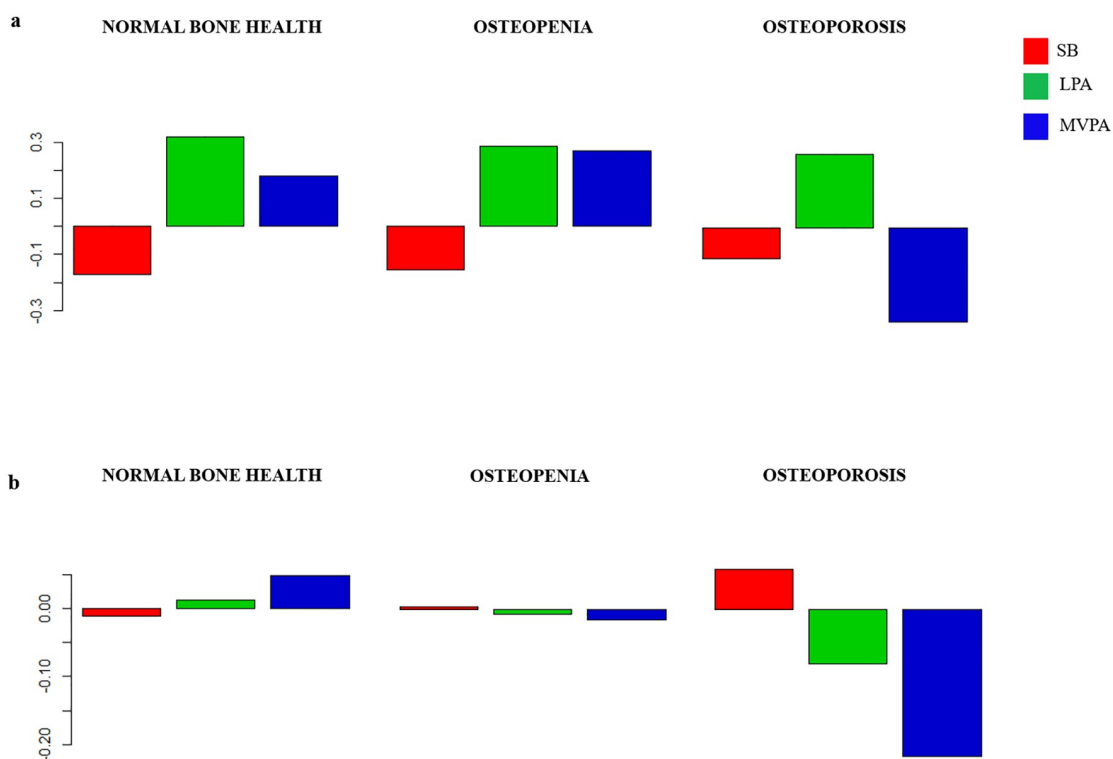 a
NORMAL BONE HEALTH
OSTEOPENIA
OSTEOPOROSIS
SB
LPA
MVPA
0.3
0.1
-0.1
-0.3
b
NORMAL BONE HEALTH
OSTEOPENIA
OSTEOPOROSIS
0.00
-0.10
-0.20